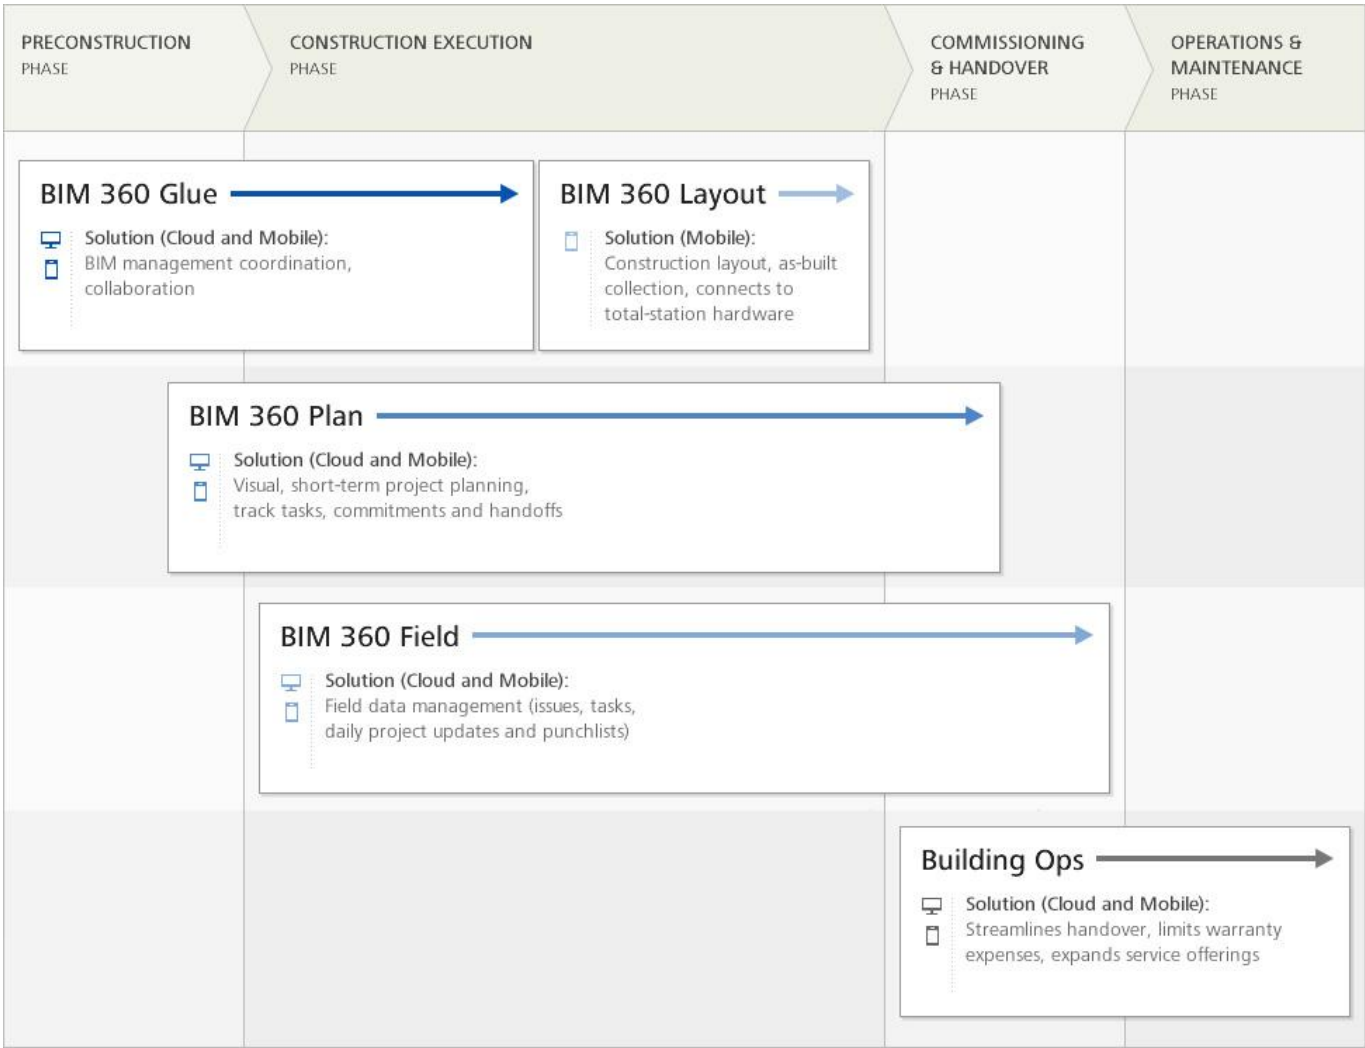 PRECONSTRUCTION
PHASE
CONSTRUCTION EXECUTION
PHASE
COMMISSIONING
& HANDOVER
PHASE
OPERATIONS &
MAINTENANCE
PHASE
BIM 360 Glue
Solution (Cloud and Mobile):
BIM management coordination,
collaboration
BIM 360 Layout
Solution (Mobile):
Construction layout, as-built
collection, connects to
total-station hardware
BIM 360 Plan
Solution (Cloud and Mobile):
Visual, short-term project planning,
track tasks, commitments and handoffs
BIM 360 Field
Solution (Cloud and Mobile):
Field data management (issues, tasks,
daily project updates and punchlists)
Building Ops
Solution (Cloud and Mobile):
Streamlines handover, limits warranty
expenses, expands service offerings